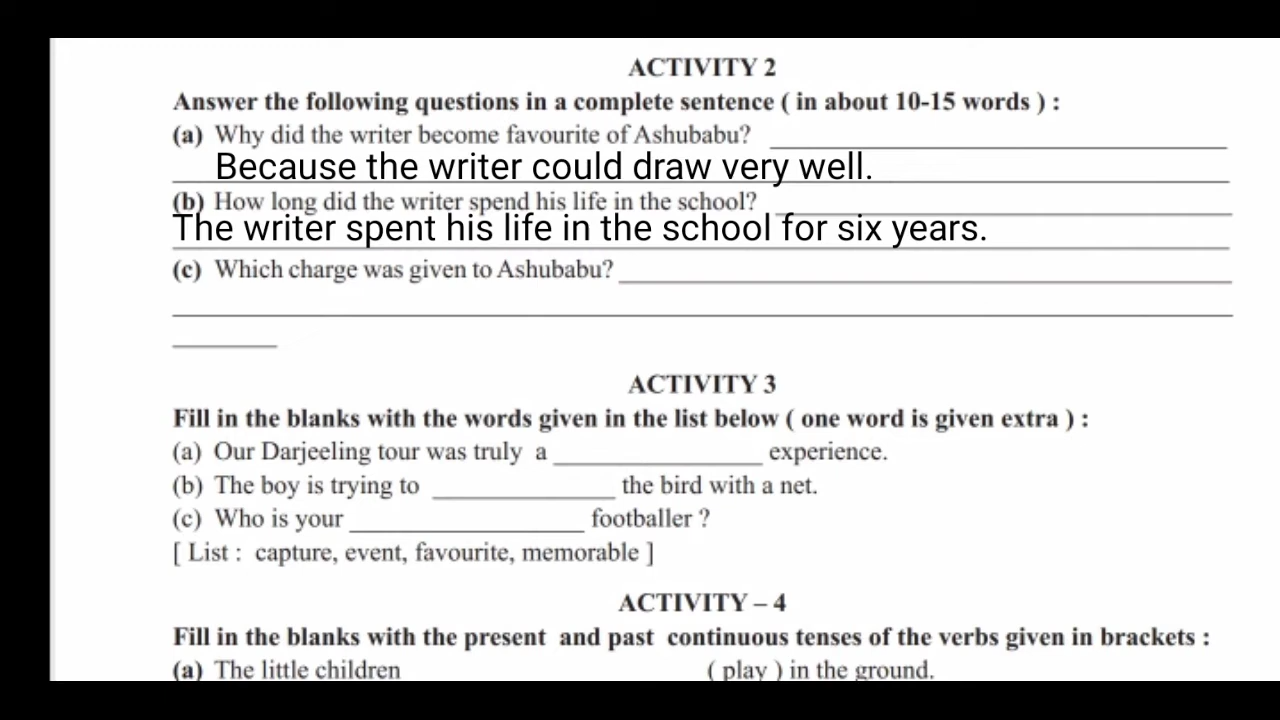 ACTIVITY 2
Answer the following questions in a complete sentence ( in about 10-15 words ) :
(a) Why did the writer become favourite of Ashubabu? ____________
Because the writer could draw very well.
(b) How long did the writer spend his life in the school? ____________
The writer spent his life in the school for six years.
(c) Which charge was given to Ashubabu? ____________
ACTIVITY 3
Fill in the blanks with the words given in the list below ( one word is given extra ) :
(a) Our Darjeeling tour was truly a ____________ experience.
(b) The boy is trying to ____________ the bird with a net.
(c) Who is your ____________ footballer ?
[ List : capture, event, favourite, memorable ]
ACTIVITY – 4
Fill in the blanks with the present and past continuous tenses of the verbs given in brackets :
(a) The little children ( play ) in the ground.